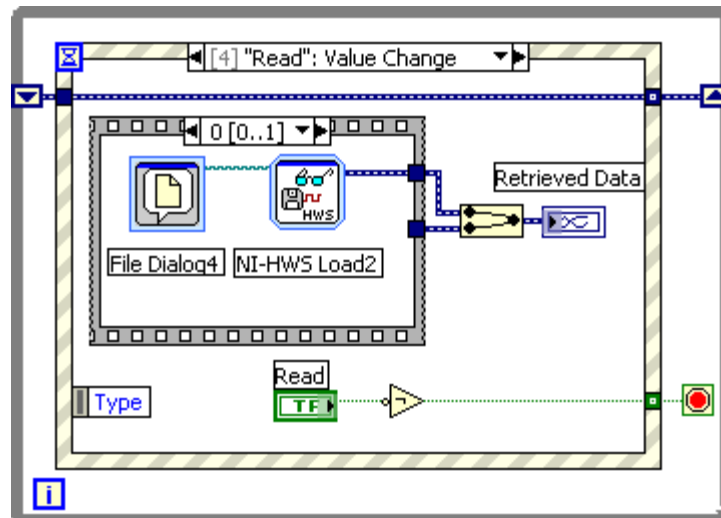 [4] "Read": Value Change
0 [0..1]
HWS
Retrieved Data
File Dialog4
NI-HWS Load2
Read
TF
Type
i